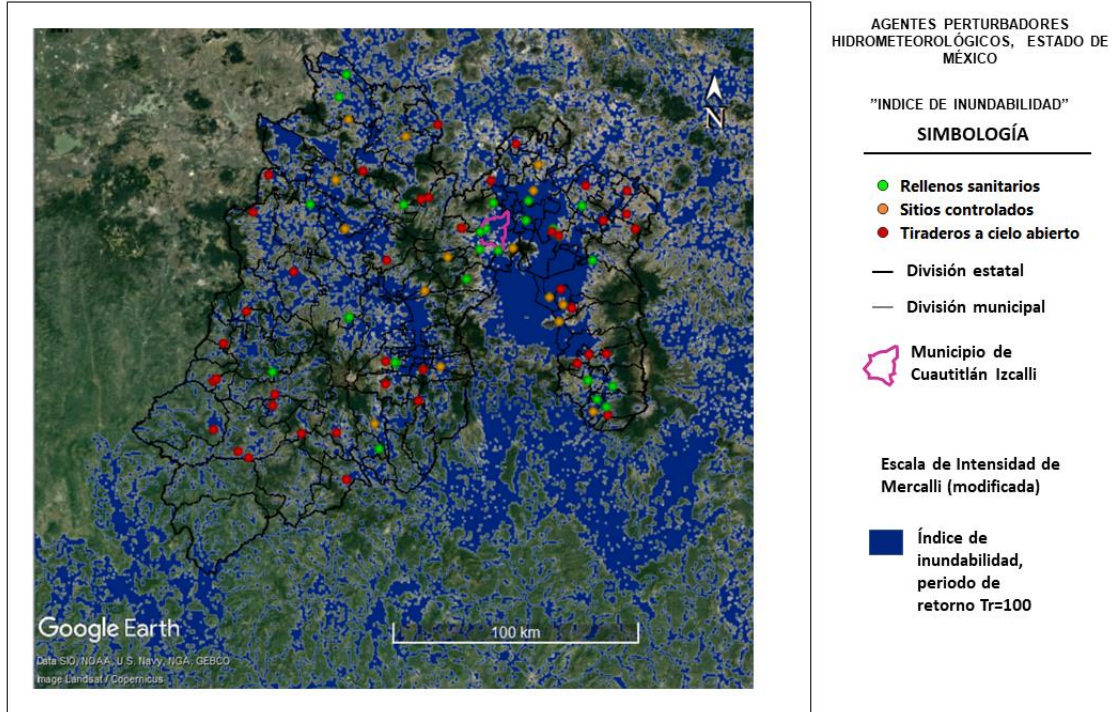 AGENTES PERTURBADORES
HIDROMETEOROLÓGICOS, ESTADO DE
MÉXICO
"INDICE DE INUNDABILIDAD"
SIMBOLOGÍA
Rellenos sanitarios
Sitios controlados
Tiraderos a cielo abierto
División estatal
División municipal
Municipio de
Cuautitlán Izcalli
Escala de Intensidad de
Mercalli (modificada)
Índice de
inundabilidad,
periodo de
retorno Tr=100
N
Google Earth
100 km
Data SIO, NOAA, U.S. Navy, NGA, GEBCO
Image Landsat / Copernicus